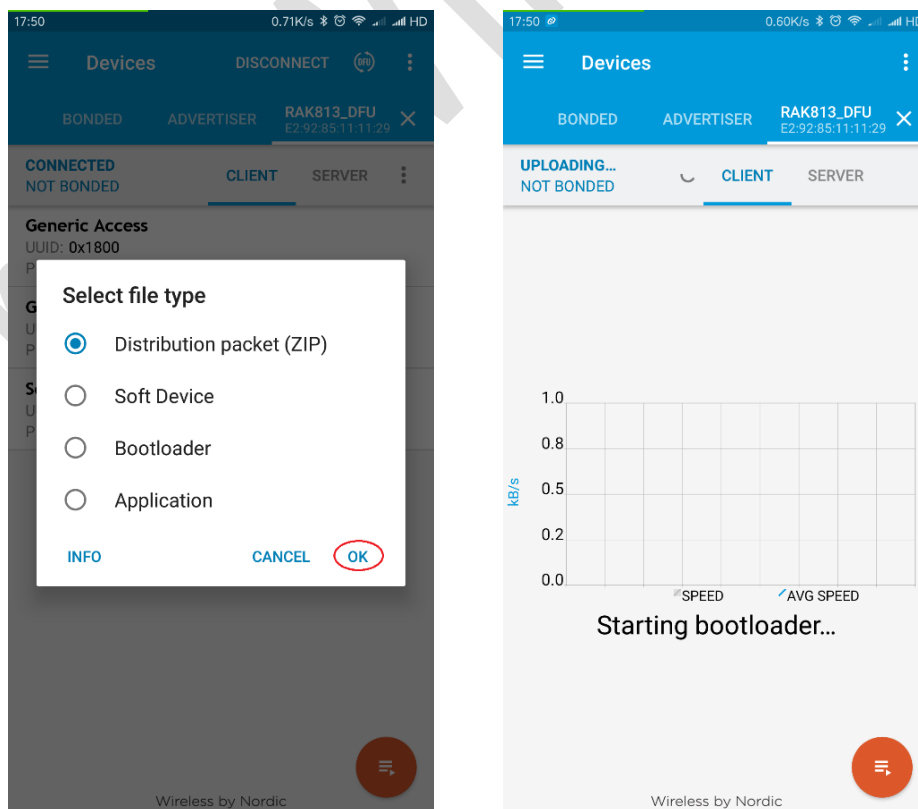 17:50 0.71K/s HD
Devices DISCONNECT DFU
BONDED ADVERTISER RAK813_DFU
E2:92:85:11:11:29
CONNECTED
NOT BONDED CLIENT SERVER
Generic Access
UUID: 0x1800
P
Select file type
G
U
P
Distribution packet (ZIP)
S
U
P
Soft Device
Bootloader
Application
INFO CANCEL OK
Wireless by Nordic
17:50 0.60K/s HD
Devices
BONDED ADVERTISER RAK813_DFU
E2:92:85:11:11:29
UPLOADING...
NOT BONDED CLIENT SERVER
1.0
0.8
0.5
0.2
0.0
kB/s
SPEED AVG SPEED
Starting bootloader...
Wireless by Nordic